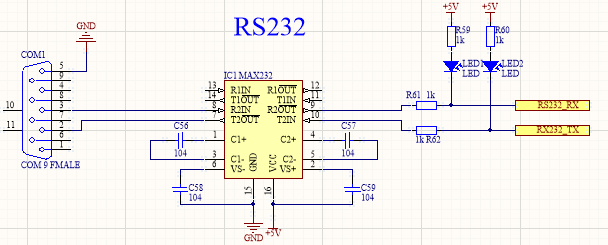 RS232
+5V
+5V
GND
R59
1k
R60
1k
COM1
LED1
LED
LED2
LED
IC1 MAX232
5
9
4
8
3
7
2
6
1
10
11
COM 9 FMALE
13
R1IN
R1OUT
12
14
T1OUT
T1IN
11
8
R2IN
R2OUT
9
7
T2OUT
T2IN
10
R61 1k
RS232_RX
1k R62
RX232_TX
C56
104
1
C1+
C2+
4
C57
104
3
C1-
C2-
5
6
VS-
VS+
2
GND
VCC
C58
104
15
16
C59
104
GND
+5V